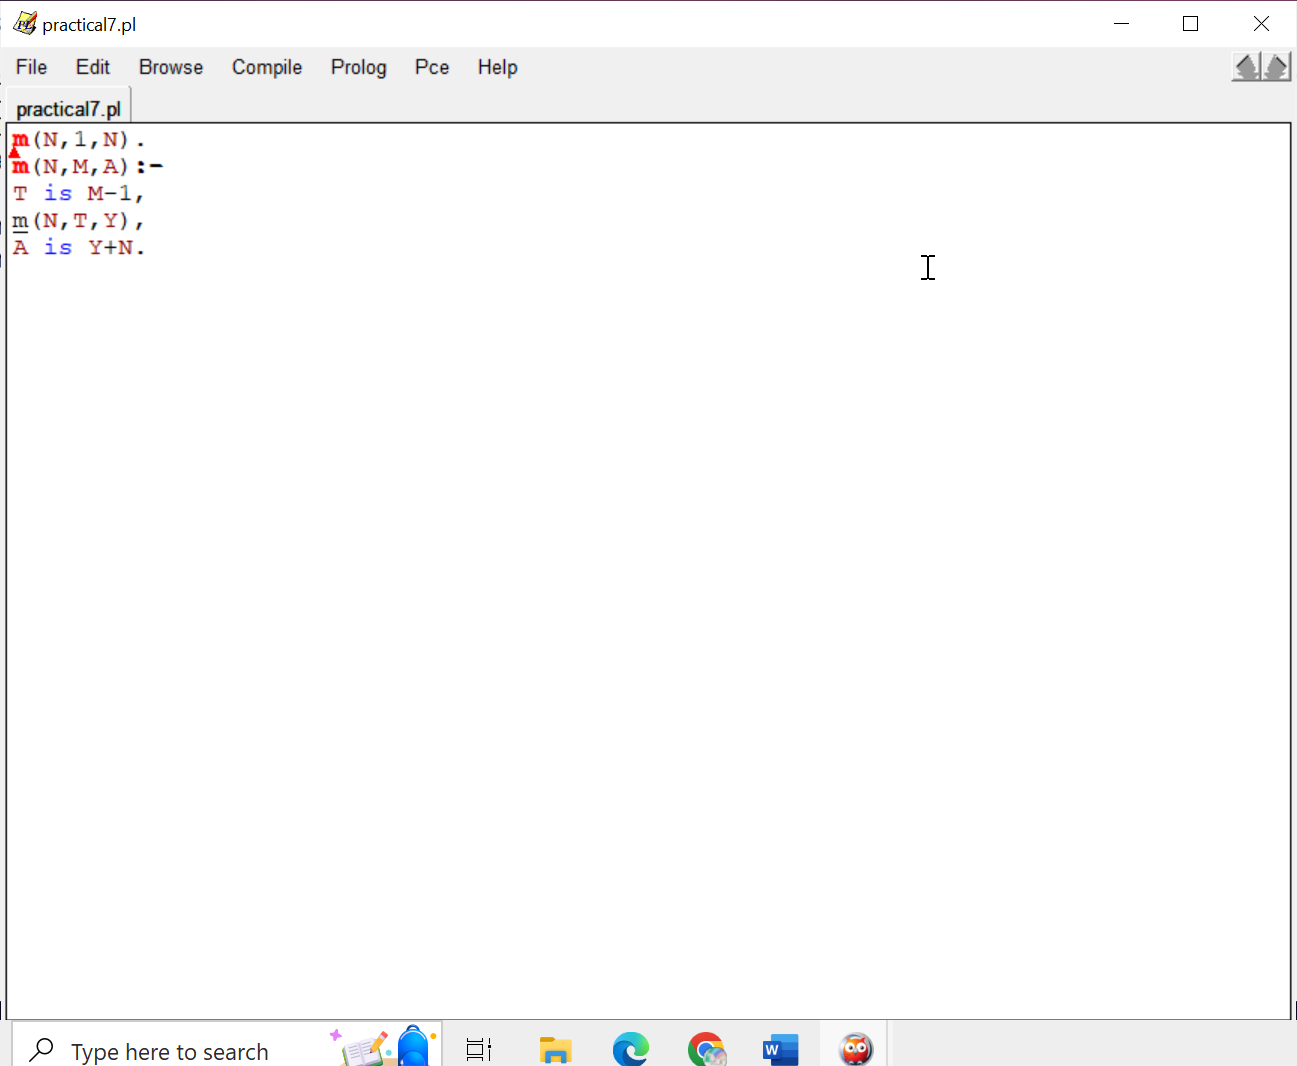 practical7.pl
File Edit Browse Compile Prolog Pce Help
practical7.pl
m(N,1,N).
m(N,M,A):-
T is M-1,
m(N,T,Y),
A is Y+N.
Type here to search